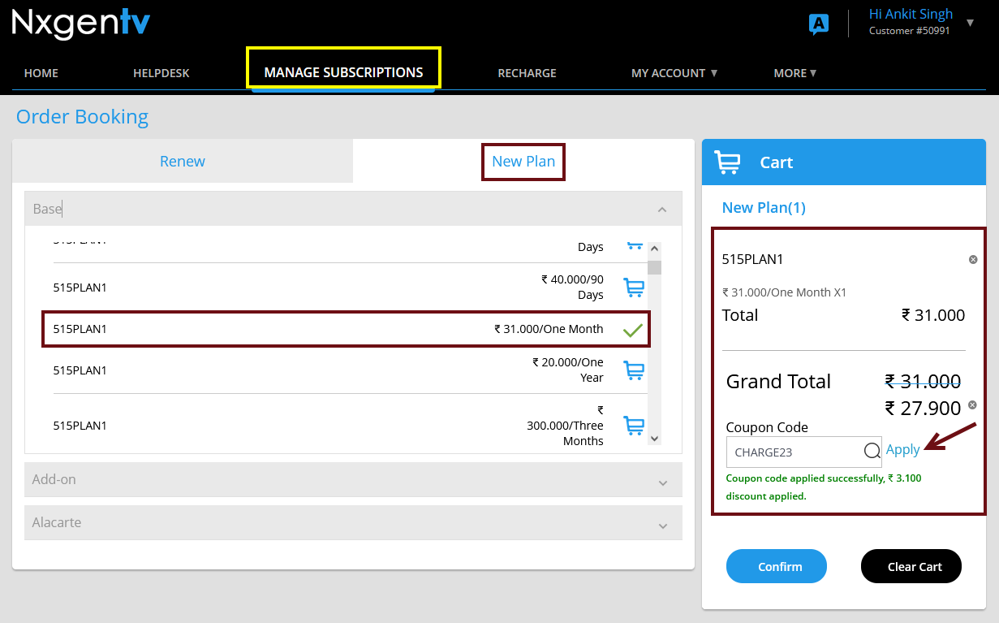 Nxgentv
A
Hi Ankit Singh
Customer #50991
HOME
HELPDESK
MANAGE SUBSCRIPTIONS
RECHARGE
MY ACCOUNT
MORE
Order Booking
Renew
New Plan
Base
515PLAN1
Days
515PLAN1
₹ 40.000/90
Days
515PLAN1
₹ 31.000/One Month
515PLAN1
₹ 20.000/One
Year
515PLAN1
₹
300.000/Three
Months
Add-on
Alacarte
Cart
New Plan(1)
515PLAN1
₹ 31.000/One Month X1
Total ₹ 31.000
Grand Total ₹ 31.000
₹ 27.900
Coupon Code
CHARGE23
Apply
Coupon code applied successfully, ₹ 3.100
discount applied.
Confirm
Clear Cart